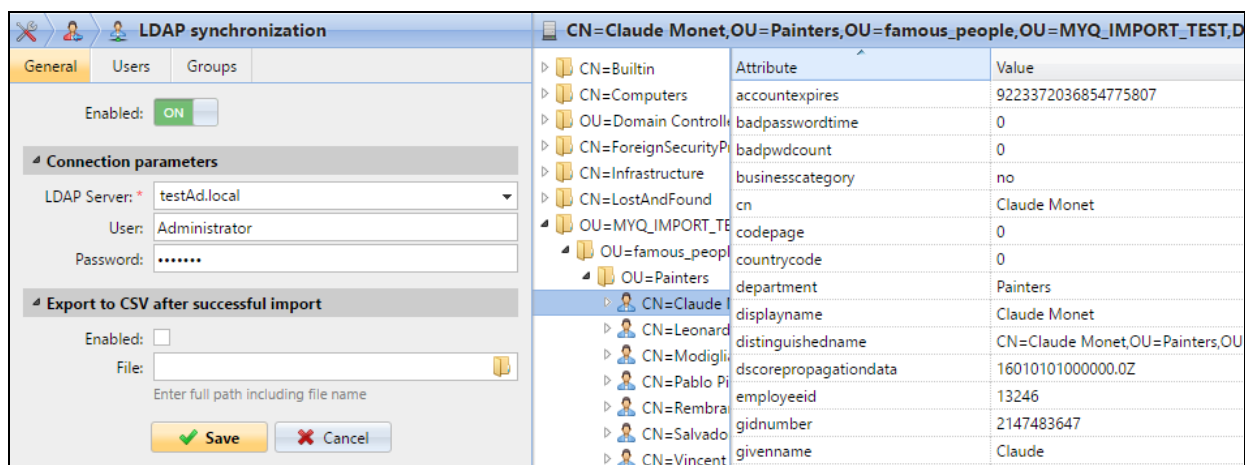 LDAP synchronization
General Users Groups
Enabled: ON
Connection parameters
LDAP Server: * testAd.local
User: Administrator
Password: •••••••
Export to CSV after successful import
Enabled:
File:
Enter full path including file name
Save Cancel
CN=Claude Monet,OU=Painters,OU=famous_people,OU=MYQ_IMPORT_TEST,D
CN=Builtin
CN=Computers
OU=Domain Controlle
CN=ForeignSecurityPr
CN=Infrastructure
CN=LostAndFound
OU=MYQ_IMPORT_TE
OU=famous_peopl
OU=Painters
CN=Claude M
CN=Leonard
CN=Modiglia
CN=Pablo Pi
CN=Rembrar
CN=Salvado
CN=Vincent
Attribute Value
accountexpires 9223372036854775807
badpasswordtime 0
badpwdcount 0
businesscategory no
cn Claude Monet
codepage 0
countrycode 0
department Painters
displayname Claude Monet
distinguishedname CN=Claude Monet,OU=Painters,OU
dscorepropagationdata 16010101000000.0Z
employeeid 13246
gidnumber 2147483647
givenname Claude